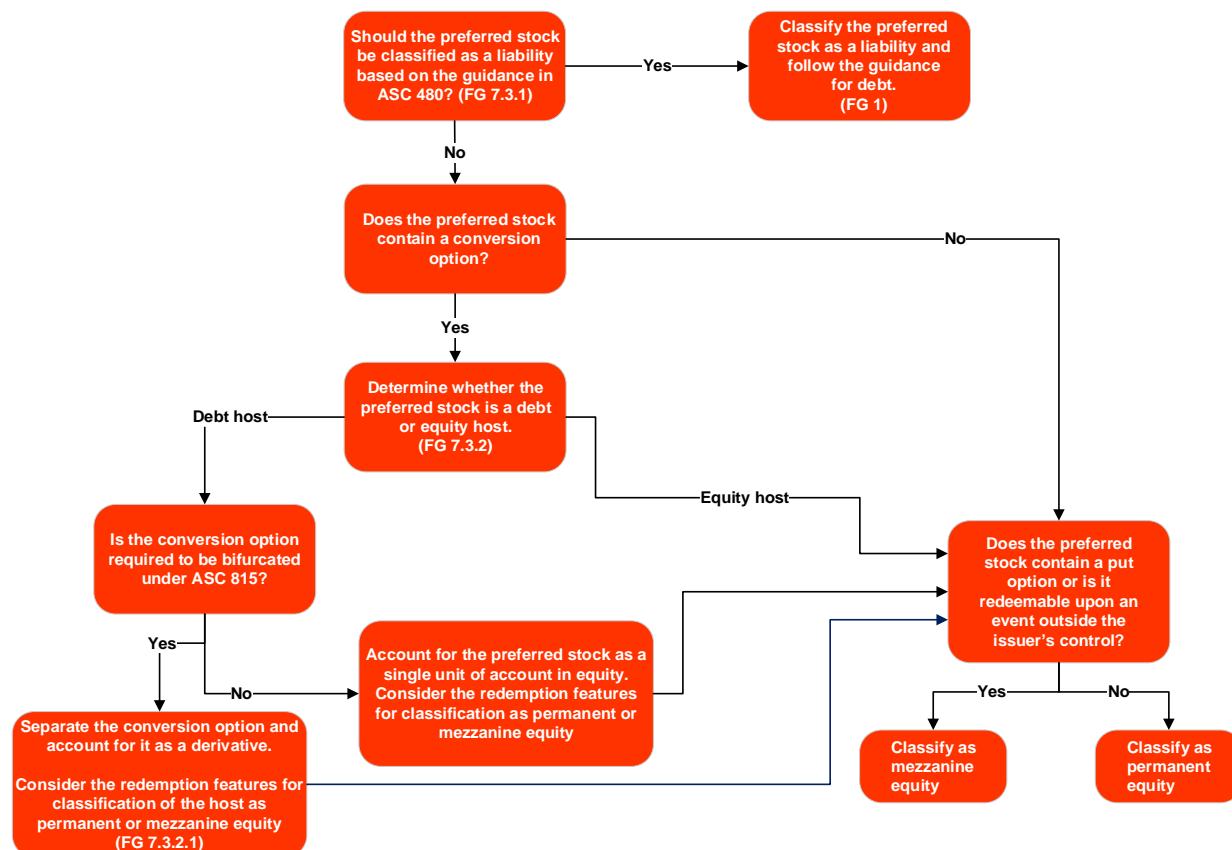 Should the preferred stock
be classified as a liability
based on the guidance in
ASC 480? (FG 7.3.1)
Yes
Classify the preferred
stock as a liability and
follow the guidance
for debt.
(FG 1)
No
Does the preferred stock
contain a conversion
option?
No
Yes
Determine whether the
preferred stock is a debt
or equity host.
(FG 7.3.2)
Debt host
Equity host
Is the conversion option
required to be bifurcated
under ASC 815?
Does the preferred
stock contain a put
option or is it
redeemable upon an
event outside the
issuer’s control?
Yes
No
Account for the preferred stock as a
single unit of account in equity.
Consider the redemption features
for classification as permanent or
mezzanine equity
Separate the conversion option and
account for it as a derivative.
Consider the redemption features for
classification of the host as
permanent or mezzanine equity
(FG 7.3.2.1)
Yes
No
Classify as
mezzanine
equity
Classify as
permanent
equity